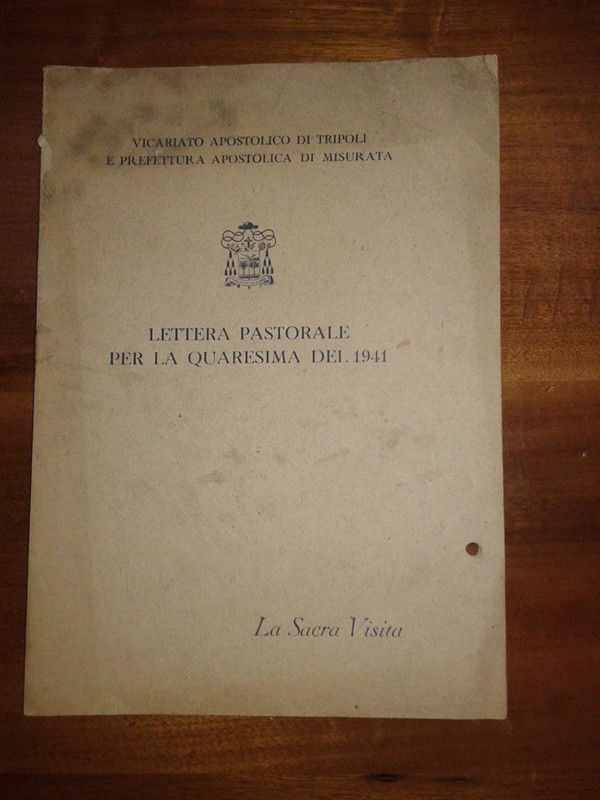 VICARIATO APOSTOLICO DI TRIPOLI
E PREFETTURA APOSTOLICA DI MISURATA
LETTERA PASTORALE
PER LA QUARESIMA DEL 1941
La Sacra Visita